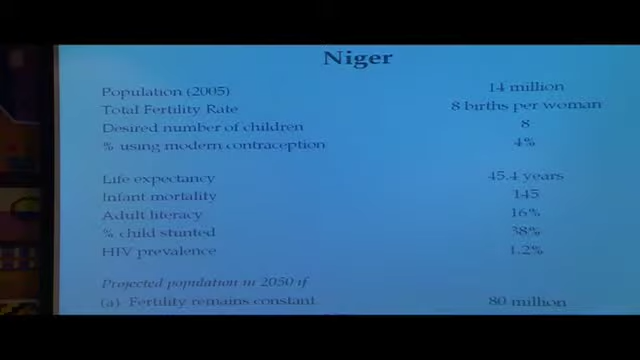 Niger
Population (2005) 14 million
Total Fertility Rate 8 births per woman
Desired number of children 8
% using modern contraception 4%
Life expectancy 45.4 years
Infant mortality 145
Adult literacy 16%
% child stunted 38%
HIV prevalence 1.2%
Projected population in 2050 if
(a) Fertility remains constant 80 million